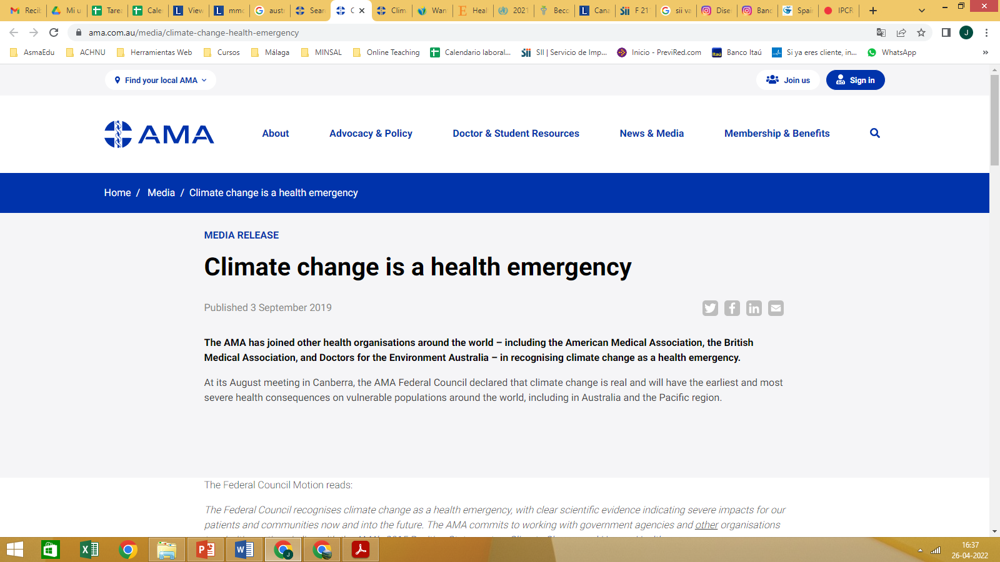 Recib
Mi u
Tarea
Cale
View
mmc
austr
Sear
C
Clim
Wan
Heal
2021
Beco
Cana
F 21
sii va
Dise
Banc
Spai
IPCR
ama.com.au/media/climate-change-health-emergency
J
AsmaEdu ACHNU Herramientas Web Cursos Málaga MINSAL Online Teaching Calendario laboral... SII | Servicio de Imp... Inicio - PreviRed.com Banco Itaú Si ya eres cliente, in... WhatsApp »
Find your local AMA
Join us
Sign in
AMA
About Advocacy & Policy Doctor & Student Resources News & Media Membership & Benefits
Home / Media / Climate change is a health emergency
MEDIA RELEASE
Climate change is a health emergency
Published 3 September 2019
The AMA has joined other health organisations around the world – including the American Medical Association, the British
Medical Association, and Doctors for the Environment Australia – in recognising climate change as a health emergency.
At its August meeting in Canberra, the AMA Federal Council declared that climate change is real and will have the earliest and most
severe health consequences on vulnerable populations around the world, including in Australia and the Pacific region.
The Federal Council Motion reads:
The Federal Council recognises climate change as a health emergency, with clear scientific evidence indicating severe impacts for our
patients and communities now and into the future. The AMA commits to working with government agencies and other organisations
16:37
26-04-2022